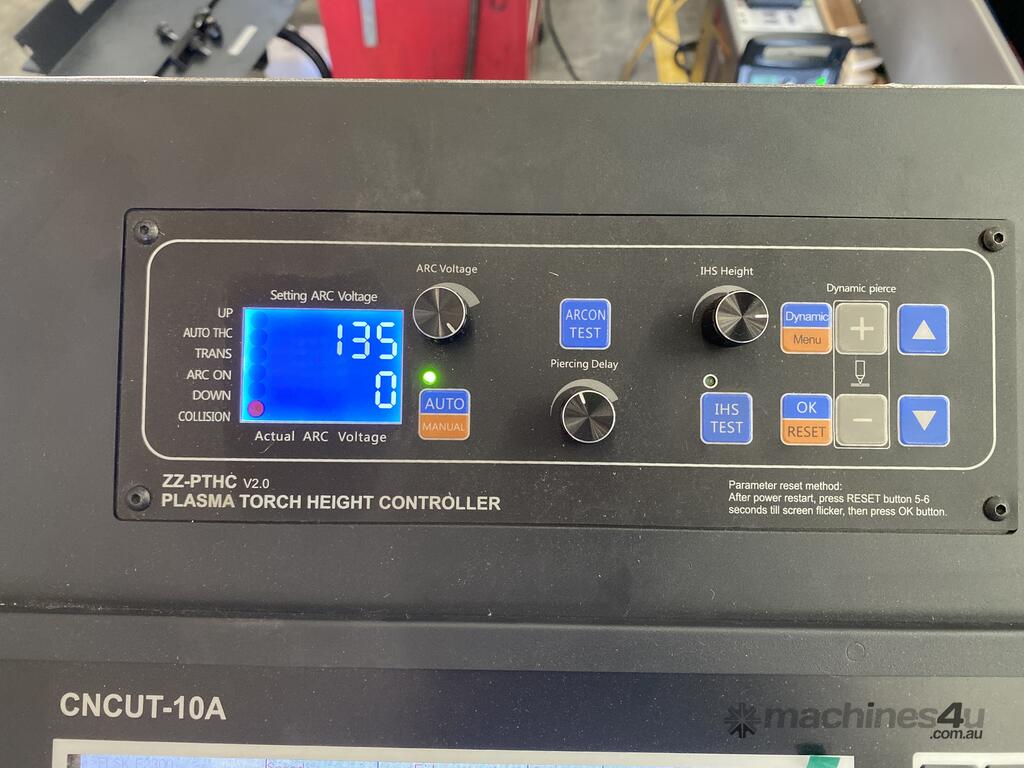 ARC Voltage
IHS Height
Dynamic pierce
Setting ARC Voltage
UP
AUTO THC
TRANS
ARC ON
DOWN
COLLISION
135
0
Actual ARC Voltage
AUTO
MANUAL
ARCON
TEST
Piercing Delay
IHS
TEST
Dynamic
Menu
+
OK
RESET
−
ZZ-PTHC V2.0
PLASMA TORCH HEIGHT CONTROLLER
Parameter reset method:
After power restart, press RESET button 5-6
seconds till screen flicker, then press OK button.
CNCUT-10A
machines4u
.com.au